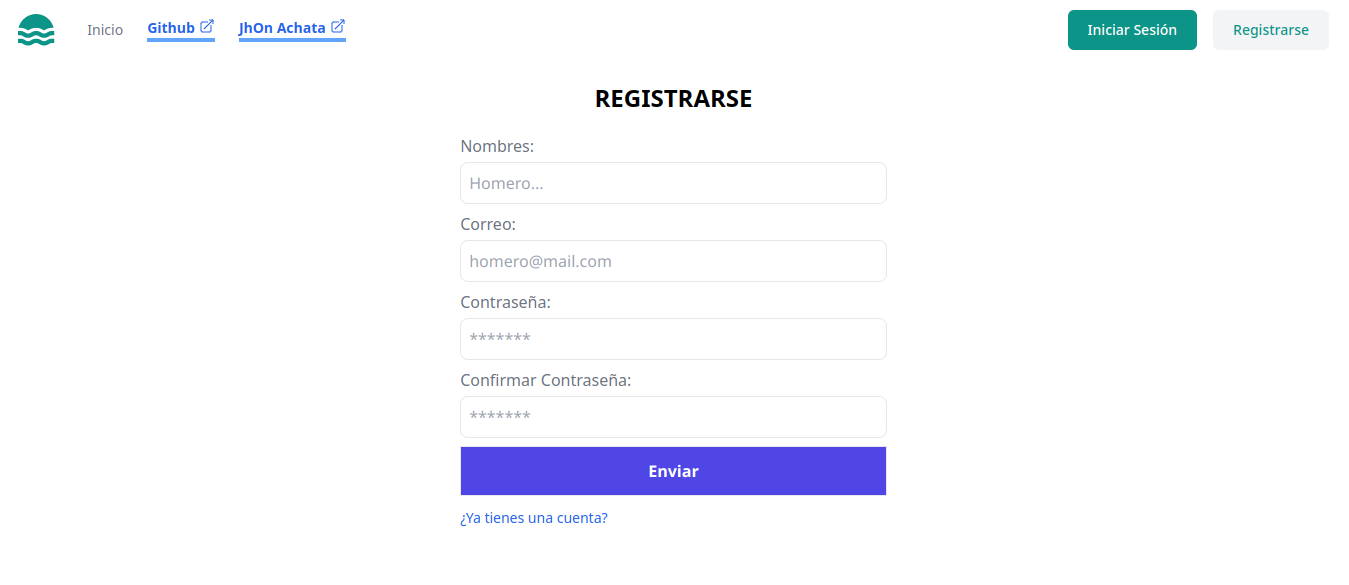 Inicio Github JhOn Achata Iniciar Sesión Registrarse
REGISTRARSE
Nombres:
Homero...
Correo:
homero@mail.com
Contraseña:
*******
Confirmar Contraseña:
*******
Enviar
¿Ya tienes una cuenta?